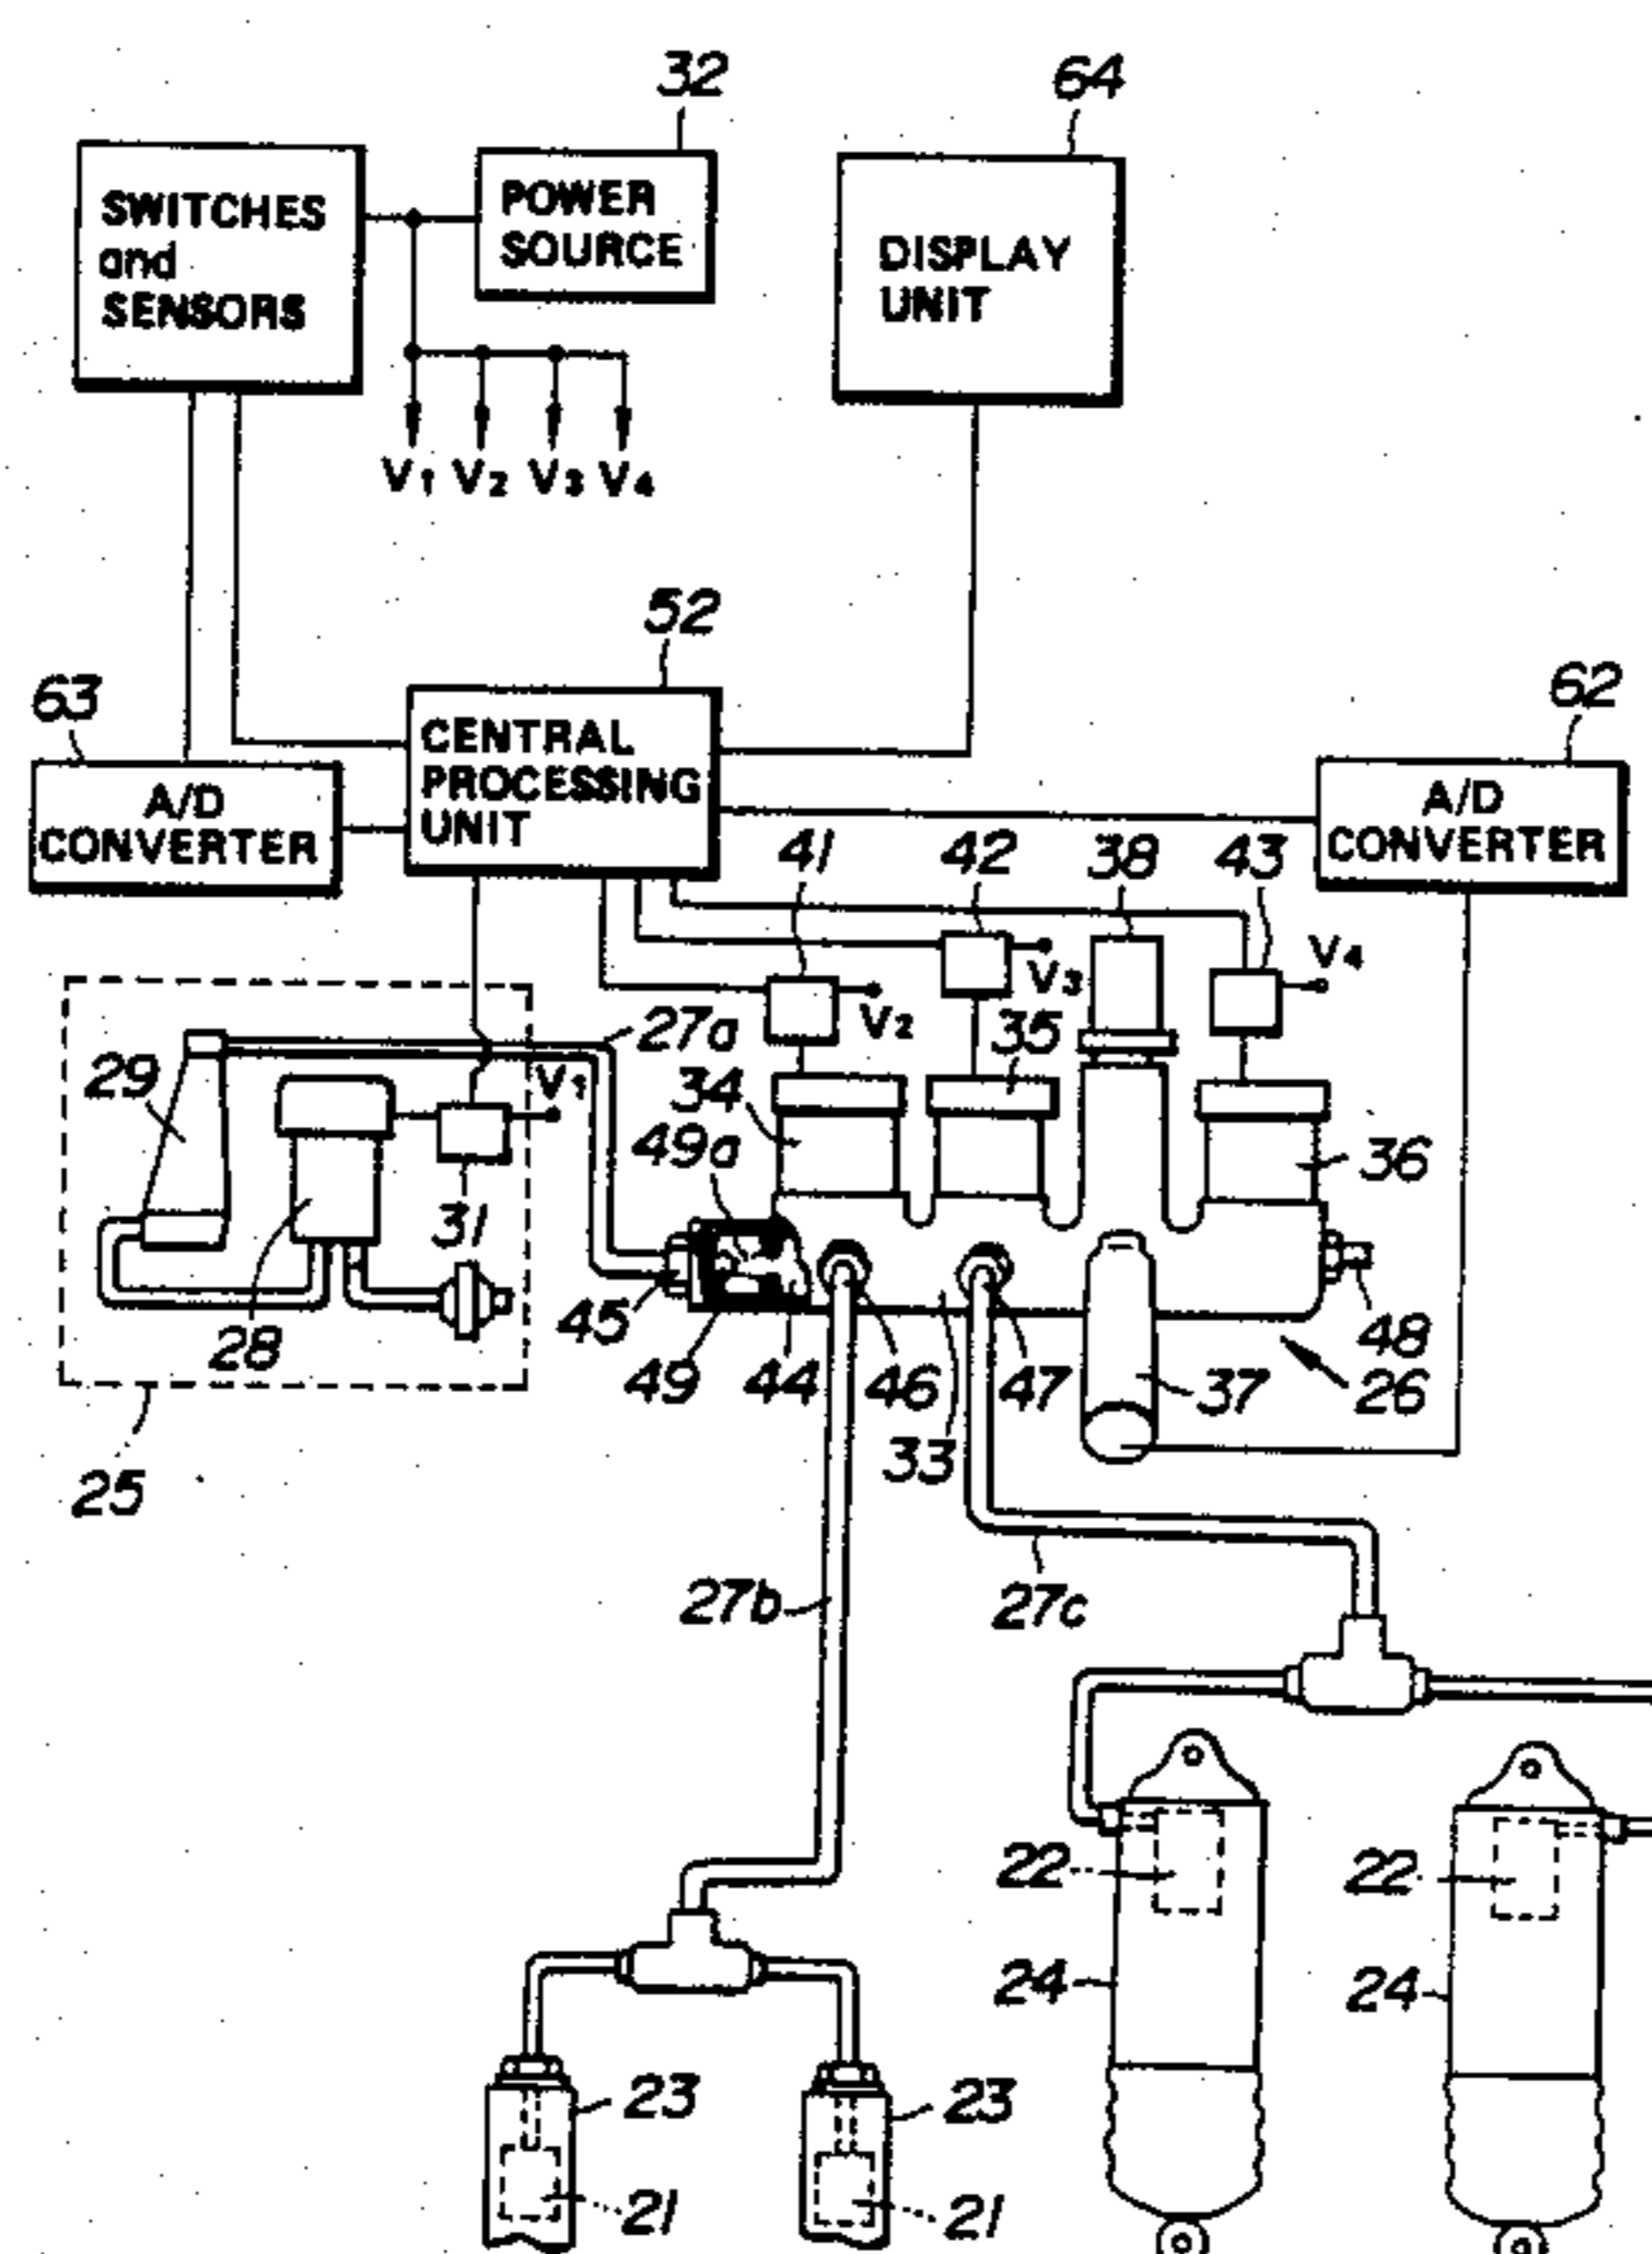 32
64
SWITCHES
and
SENSORS
POWER
SOURCE
DISPLAY
UNIT
V1 V2 V3 V4
52
63
62
CENTRAL
PROCESSING
UNIT
A/D
CONVERTER
A/D
CONVERTER
41
42
38
43
V4
V3
V2
27a
35
29
V1
34
49a
36
31
28
45
48
49
44
46
47
37
26
33
25
27b
27c
22
22
24
24
23
23
21
21